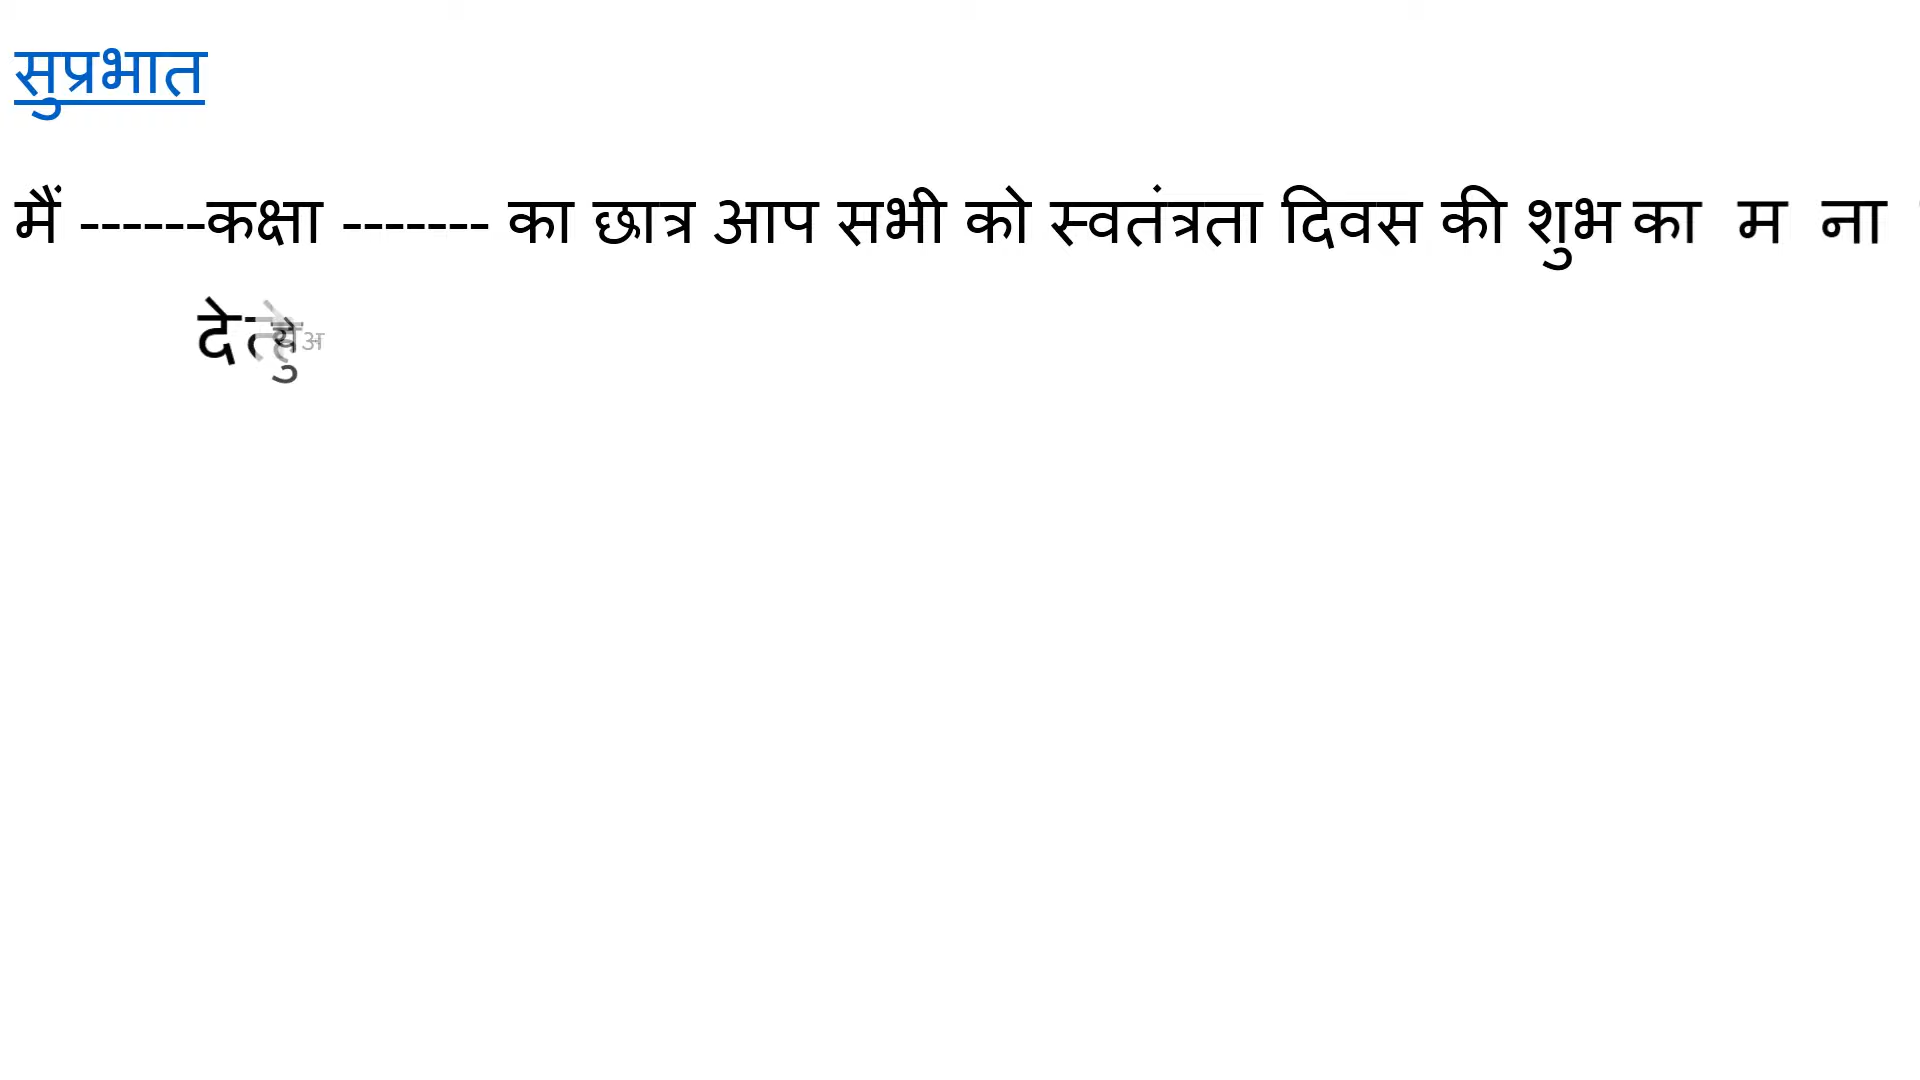 सुप्रभात
मैं ------कक्षा ------- का छात्र आप सभी को स्वतंत्रता दिवस की शुभ का म ना